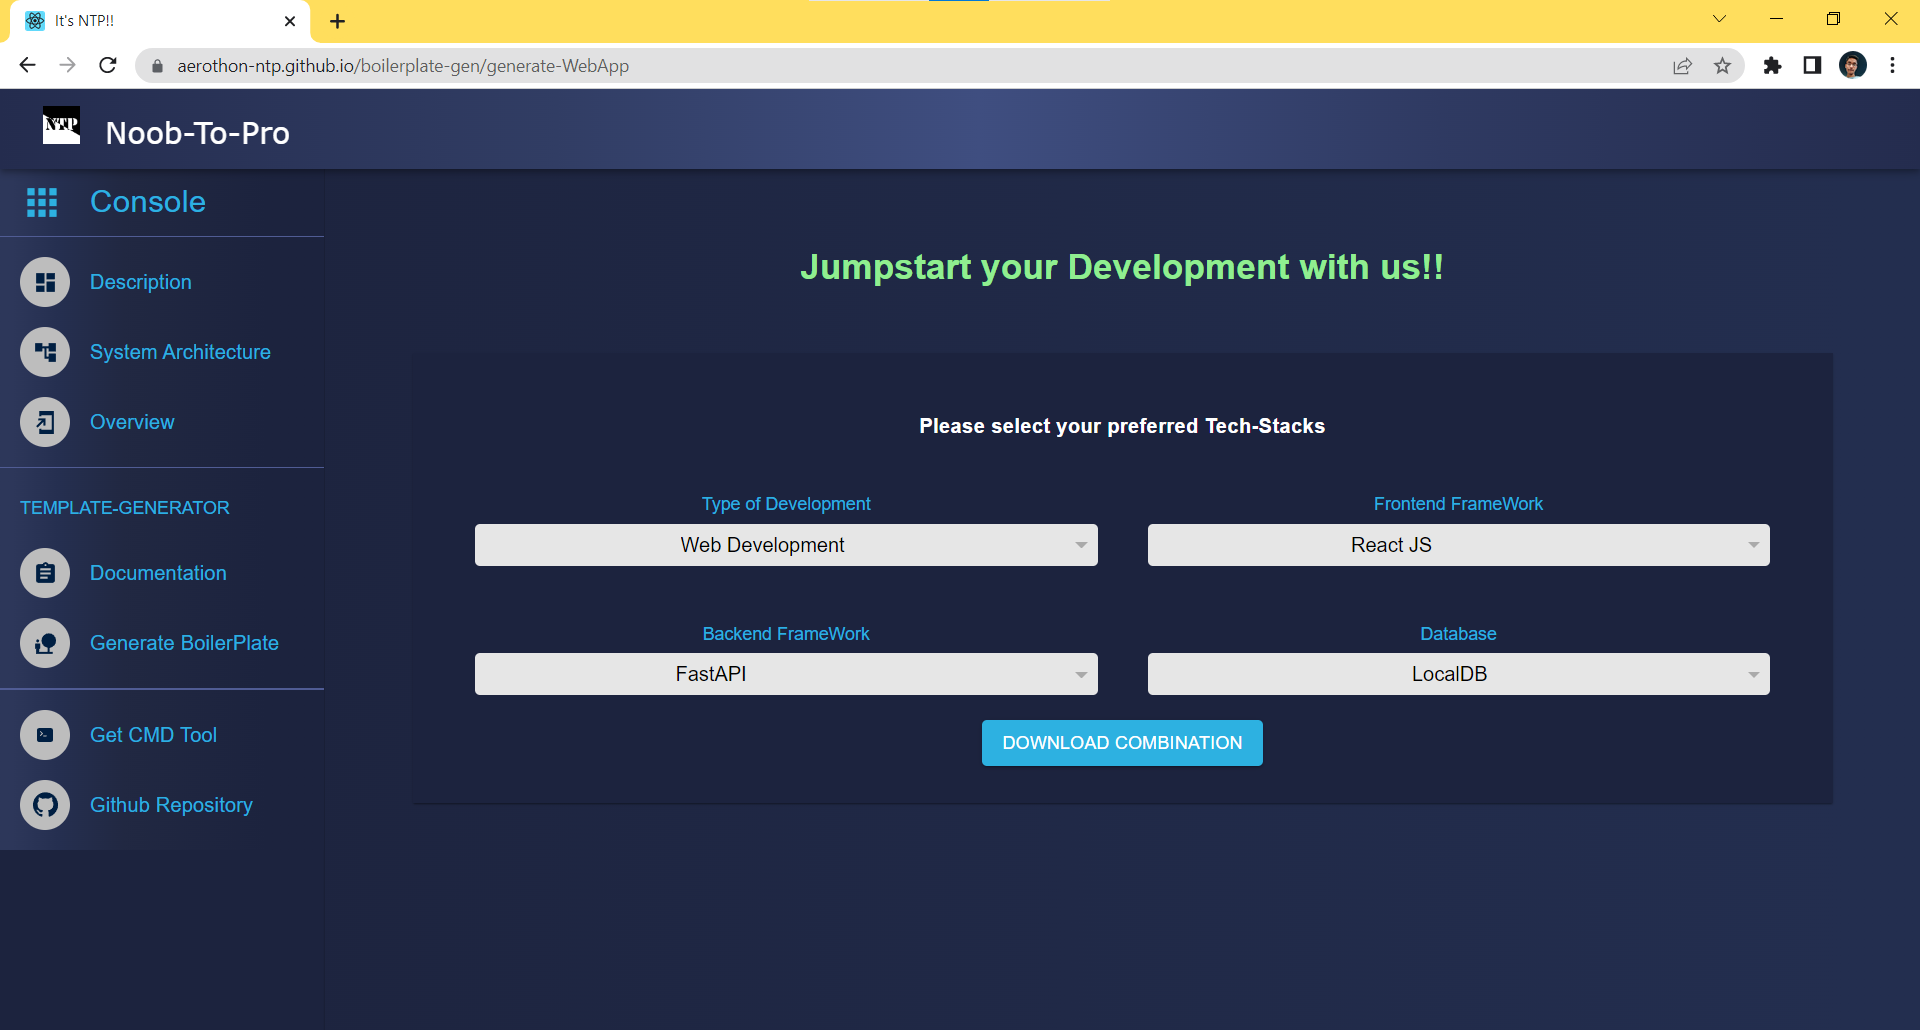 It's NTP!!
aerothon-ntp.github.io/boilerplate-gen/generate-WebApp
NTP
Noob-To-Pro
Console
Description
System Architecture
Overview
TEMPLATE-GENERATOR
Documentation
Generate BoilerPlate
Get CMD Tool
Github Repository
Jumpstart your Development with us!!
Please select your preferred Tech-Stacks
Type of Development
Web Development
Frontend FrameWork
React JS
Backend FrameWork
FastAPI
Database
LocalDB
DOWNLOAD COMBINATION